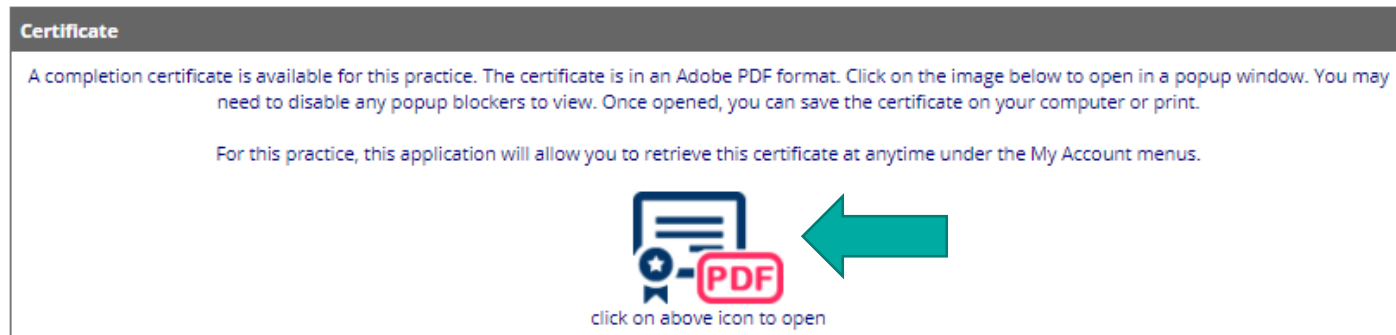 Certificate
A completion certificate is available for this practice. The certificate is in an Adobe PDF format. Click on the image below to open in a popup window. You may
need to disable any popup blockers to view. Once opened, you can save the certificate on your computer or print.
For this practice, this application will allow you to retrieve this certificate at anytime under the My Account menus.
PDF
click on above icon to open